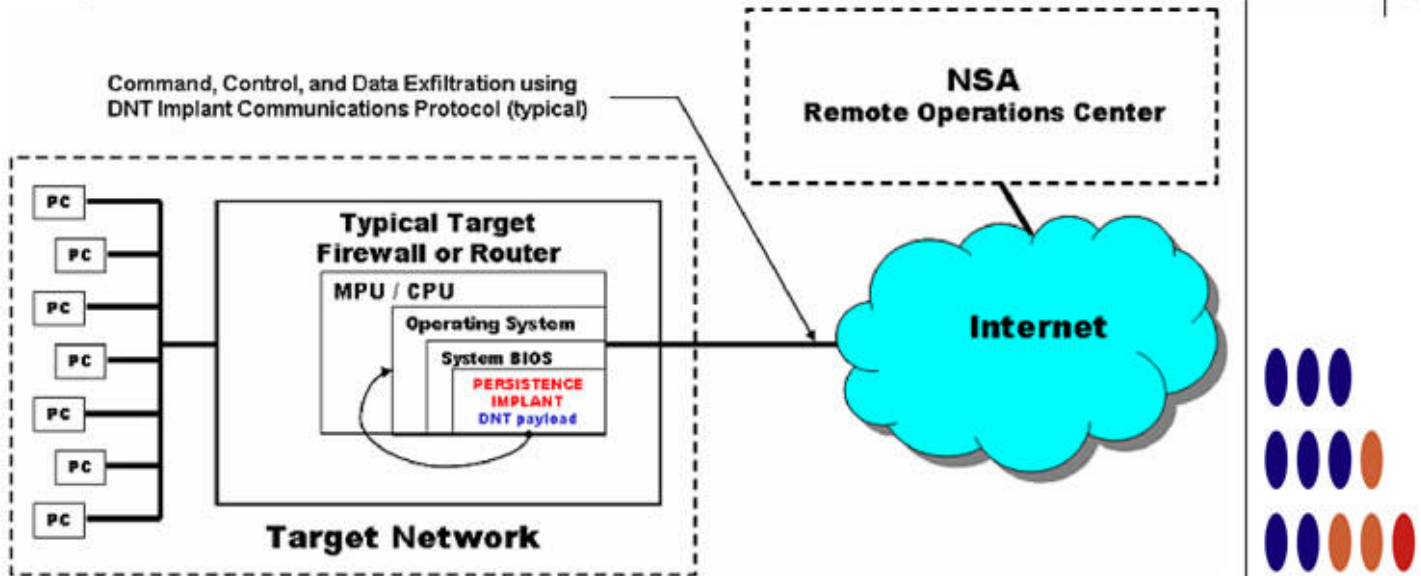 Command, Control, and Data Exfiltration using
DNT Implant Communications Protocol (typical)
NSA
Remote Operations Center
PC
PC
PC
PC
PC
PC
PC
Typical Target
Firewall or Router
MPU / CPU
Operating System
System BIOS
PERSISTENCE
IMPLANT
DNT payload
Internet
Target Network